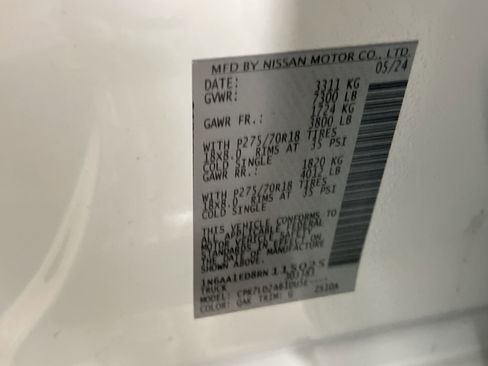 MFD BY NISSAN MOTOR CO., LTD.
DATE: 05/24
GVWR: 3311 KG
7300 LB
GAWR FR.: 1724 KG
3800 LB
WITH P275/70R18 TIRES
18X8.0 RIMS AT 35 PSI
COLD SINGLE
GAWR RR.: 1820 KG
4012 LB
WITH P275/70R18 TIRES
18X8.0 RIMS AT 35 PSI
COLD SINGLE
THIS VEHICLE CONFORMS TO
ALL APPLICABLE FEDERAL
MOTOR VEHICLE SAFETY
STANDARDS IN EFFECT ON
THE DATE OF MANUFACTURE
SHOWN ABOVE.
1N6AA1ED8RN115025
TRUCK
MODEL:
COLOR: QAK TRIM: G